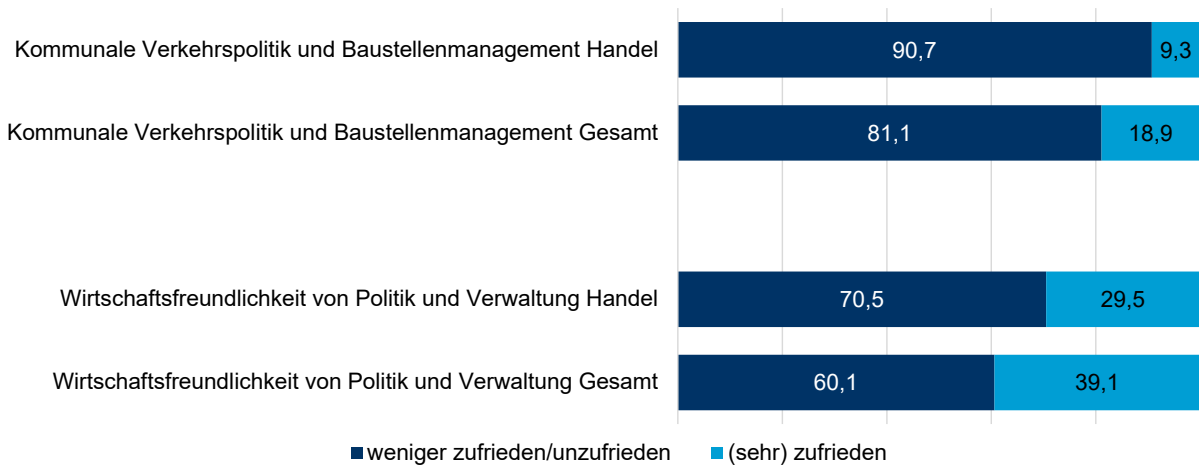 Kommunale Verkehrspolitik und Baustellenmanagement Handel 90,7 9,3
Kommunale Verkehrspolitik und Baustellenmanagement Gesamt 81,1 18,9
Wirtschaftsfreundlichkeit von Politik und Verwaltung Handel 70,5 29,5
Wirtschaftsfreundlichkeit von Politik und Verwaltung Gesamt 60,1 39,1
weniger zufrieden/unzufrieden (sehr) zufrieden